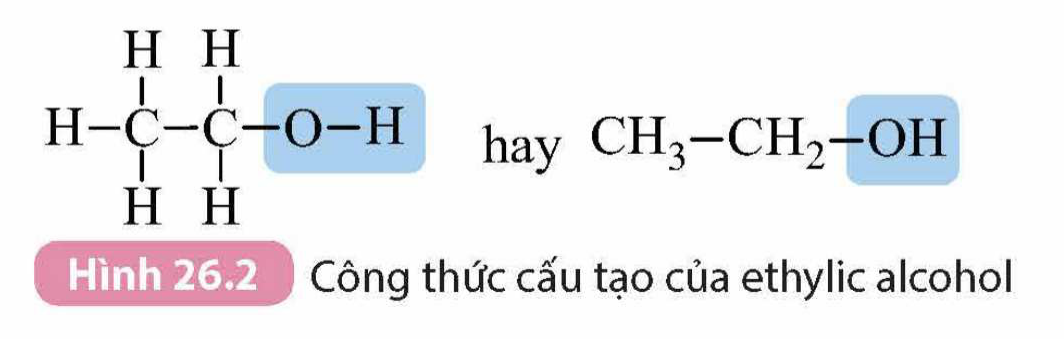 H H
H–C–C–O–H hay CH₃–CH₂–OH
H H
Hình 26.2 Công thức cấu tạo của ethylic alcohol